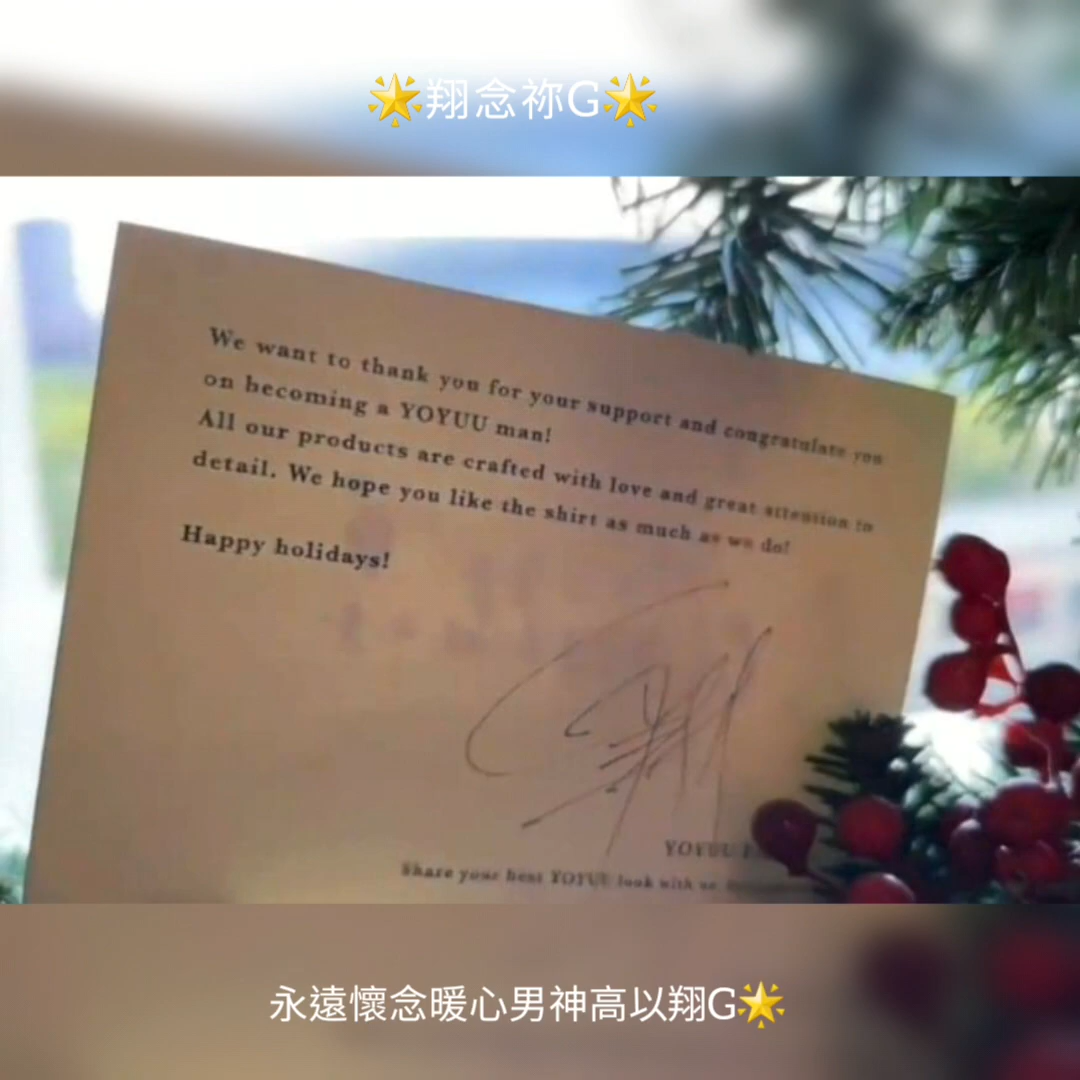 🌟翔念祢G🌟
We want to thank you for your support and congratulate you
on becoming a YOYUU man!
All our products are crafted with love and great attention to
detail. We hope you like the shirt as much as we do!
Happy holidays!
翔
YOYUU
Share your best YOYUU look with us
永遠懷念暖心男神高以翔G🌟